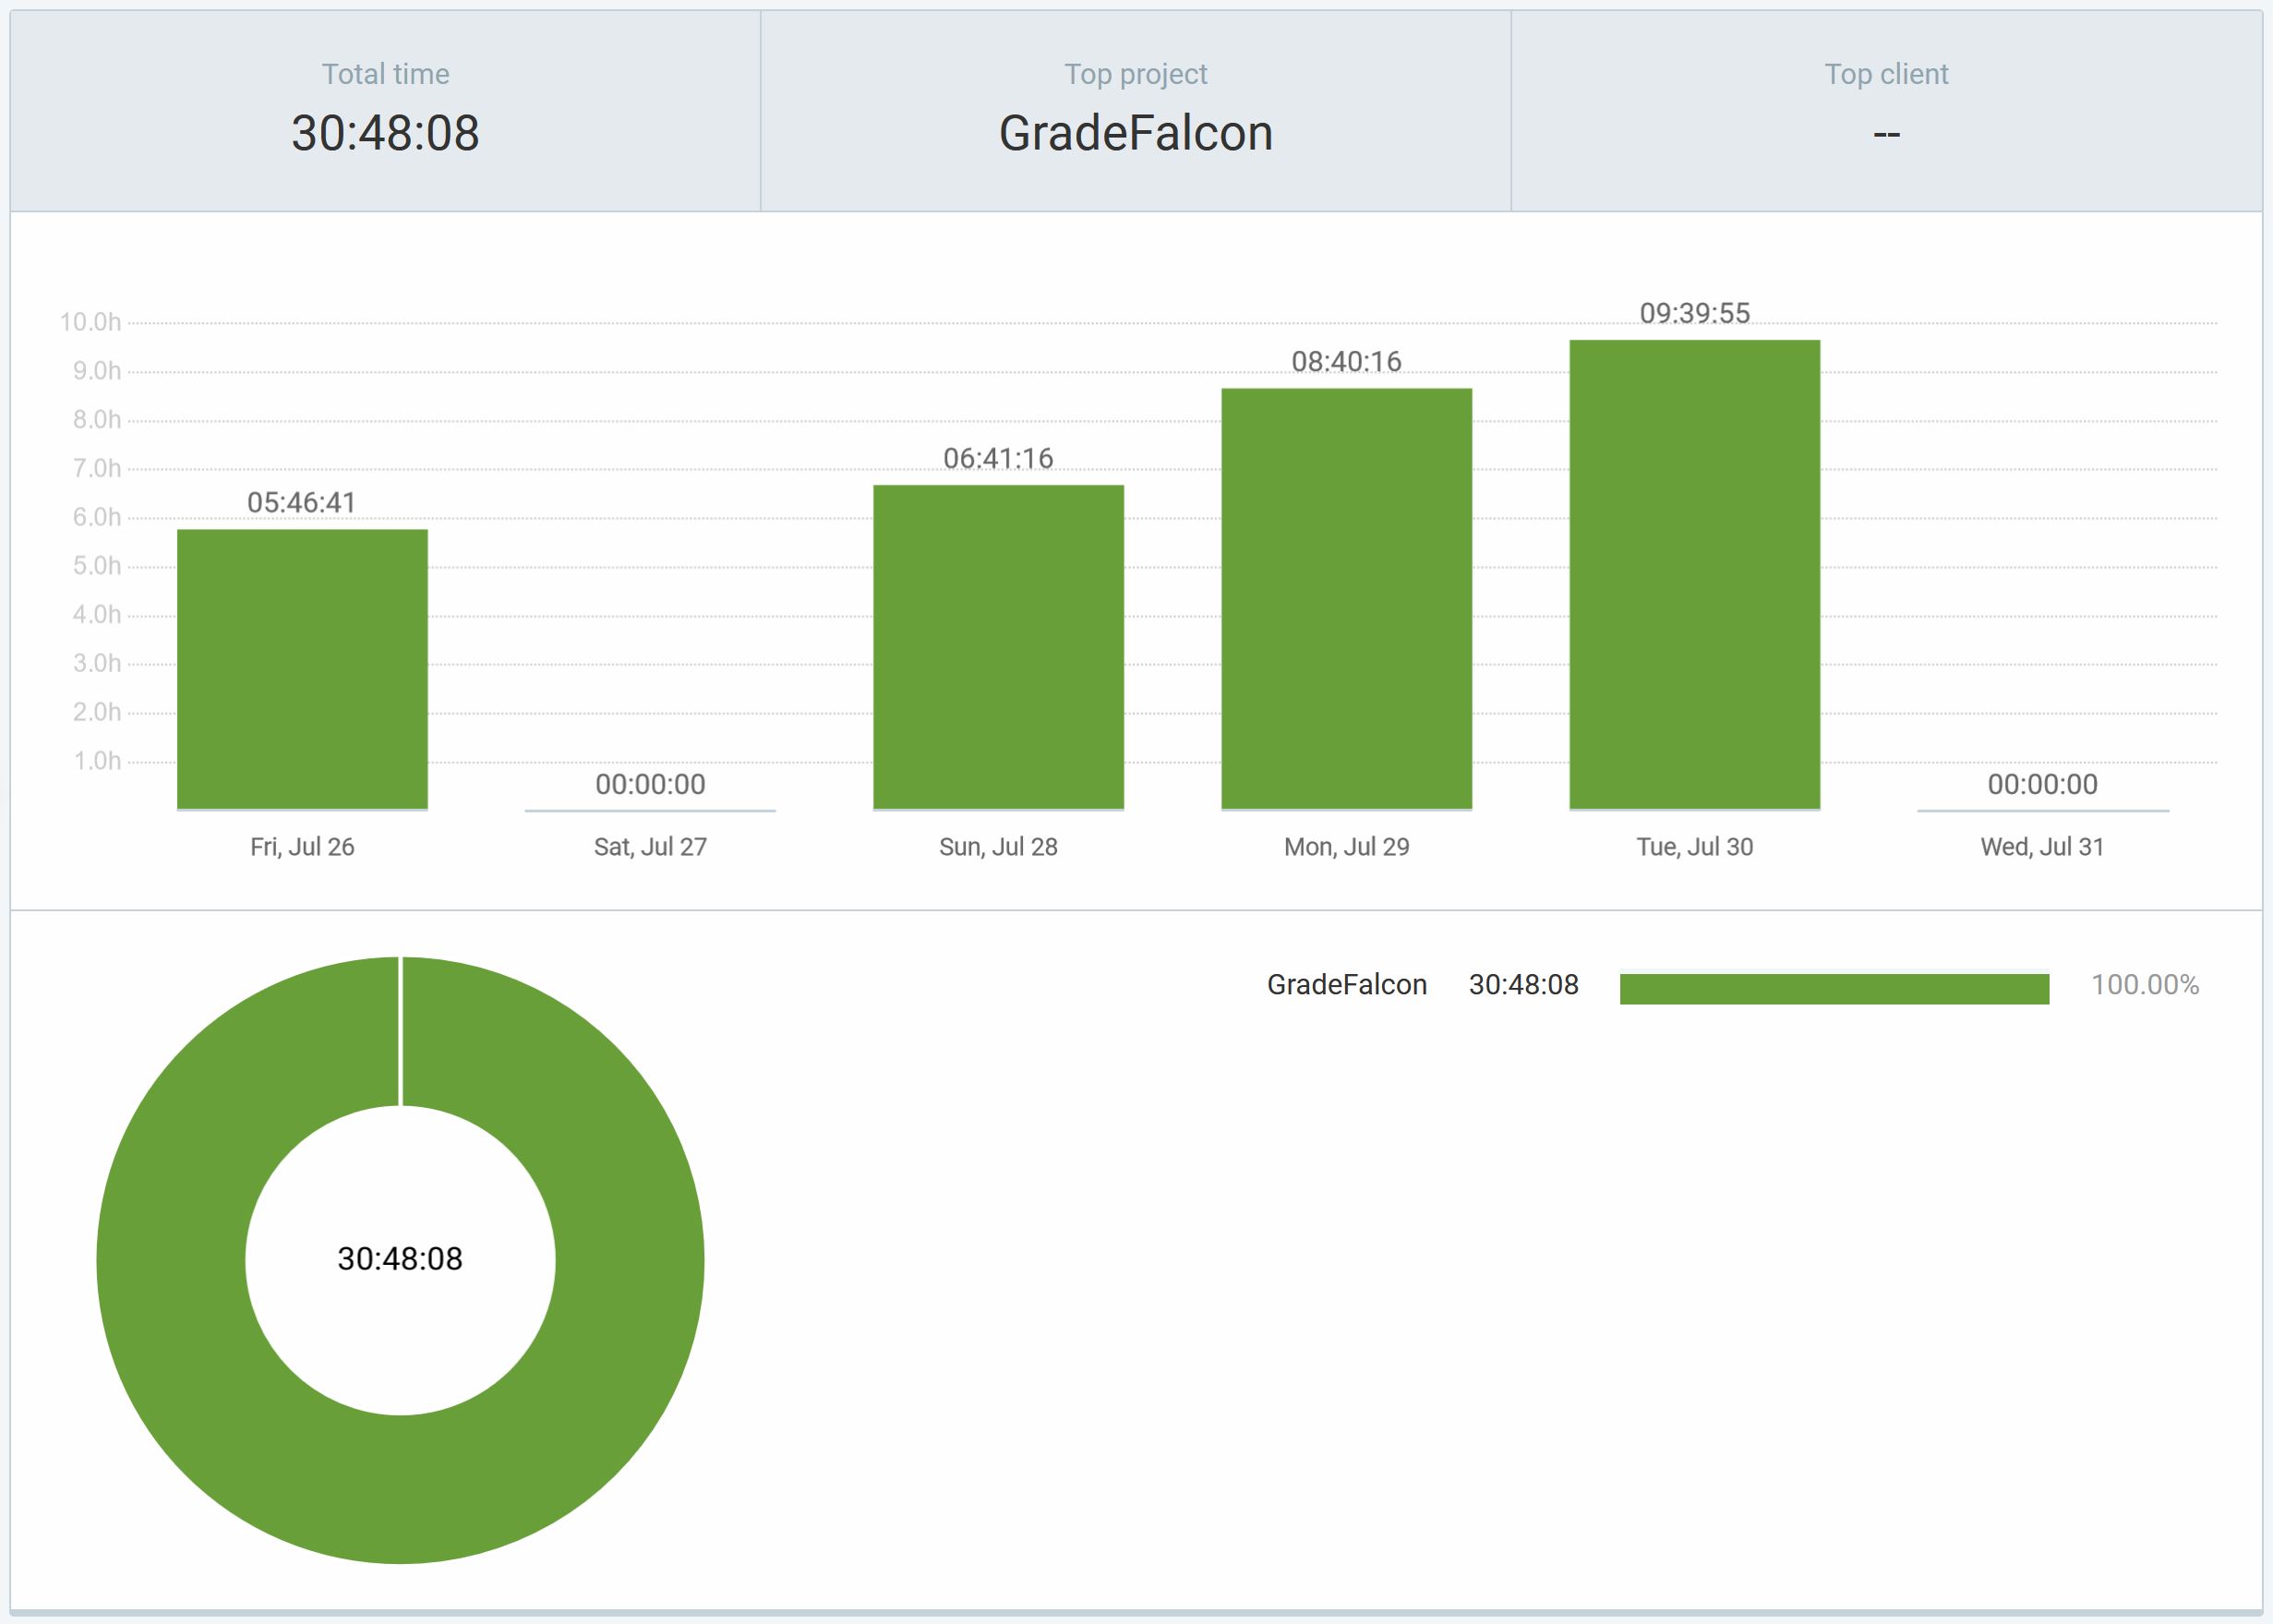 Total time
30:48:08
Top project
GradeFalcon
Top client
--
10.0h
9.0h
8.0h
7.0h
6.0h
5.0h
4.0h
3.0h
2.0h
1.0h
05:46:41
00:00:00
06:41:16
08:40:16
09:39:55
00:00:00
Fri, Jul 26
Sat, Jul 27
Sun, Jul 28
Mon, Jul 29
Tue, Jul 30
Wed, Jul 31
30:48:08
GradeFalcon 30:48:08 100.00%